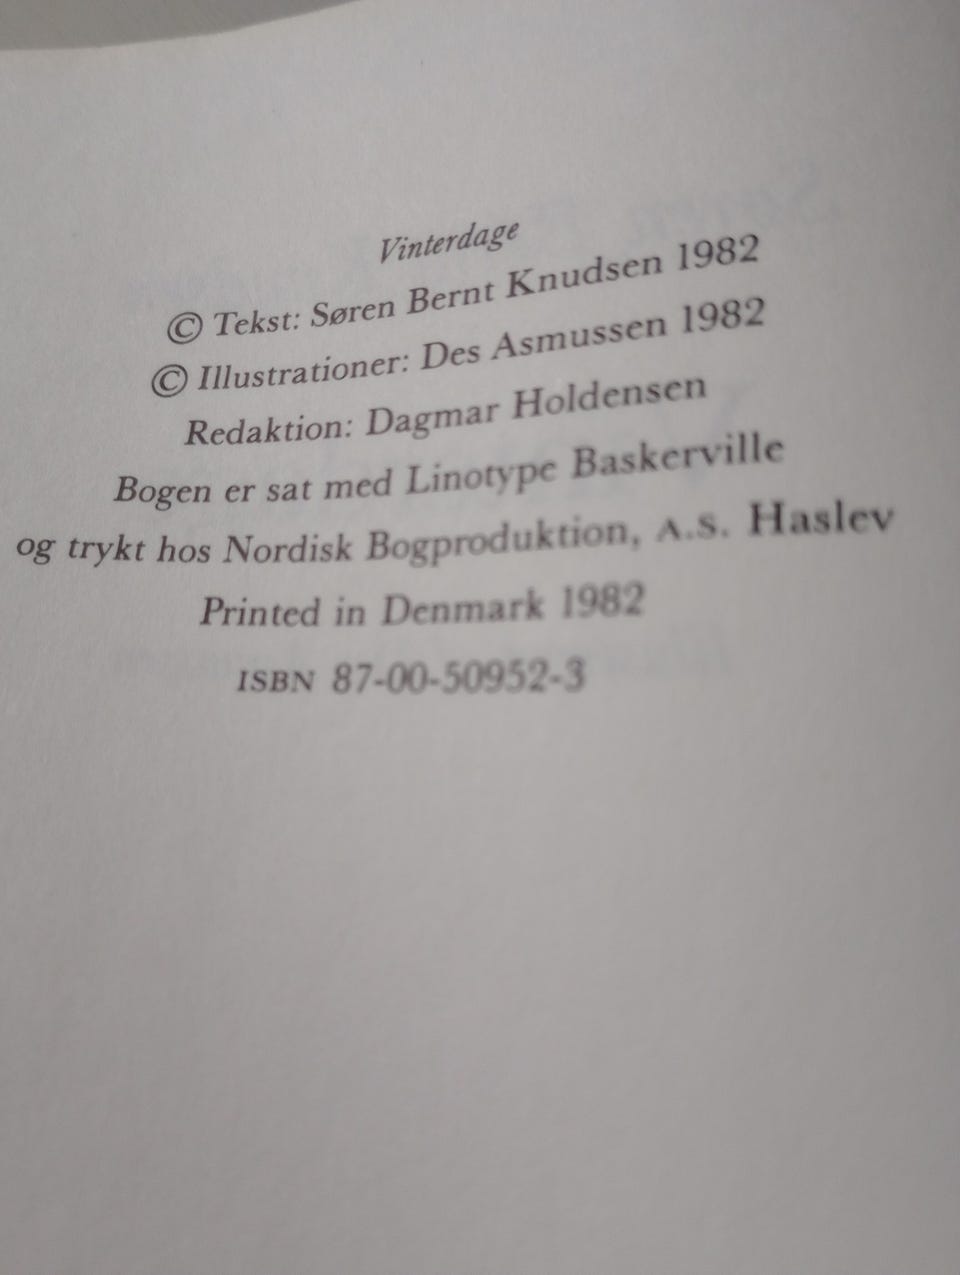 Vinterdage
© Tekst: Søren Bernt Knudsen 1982
© Illustrationer: Des Asmussen 1982
Redaktion: Dagmar Holdensen
Bogen er sat med Linotype Baskerville
og trykt hos Nordisk Bogproduktion, A.S. Haslev
Printed in Denmark 1982
ISBN 87-00-50952-3